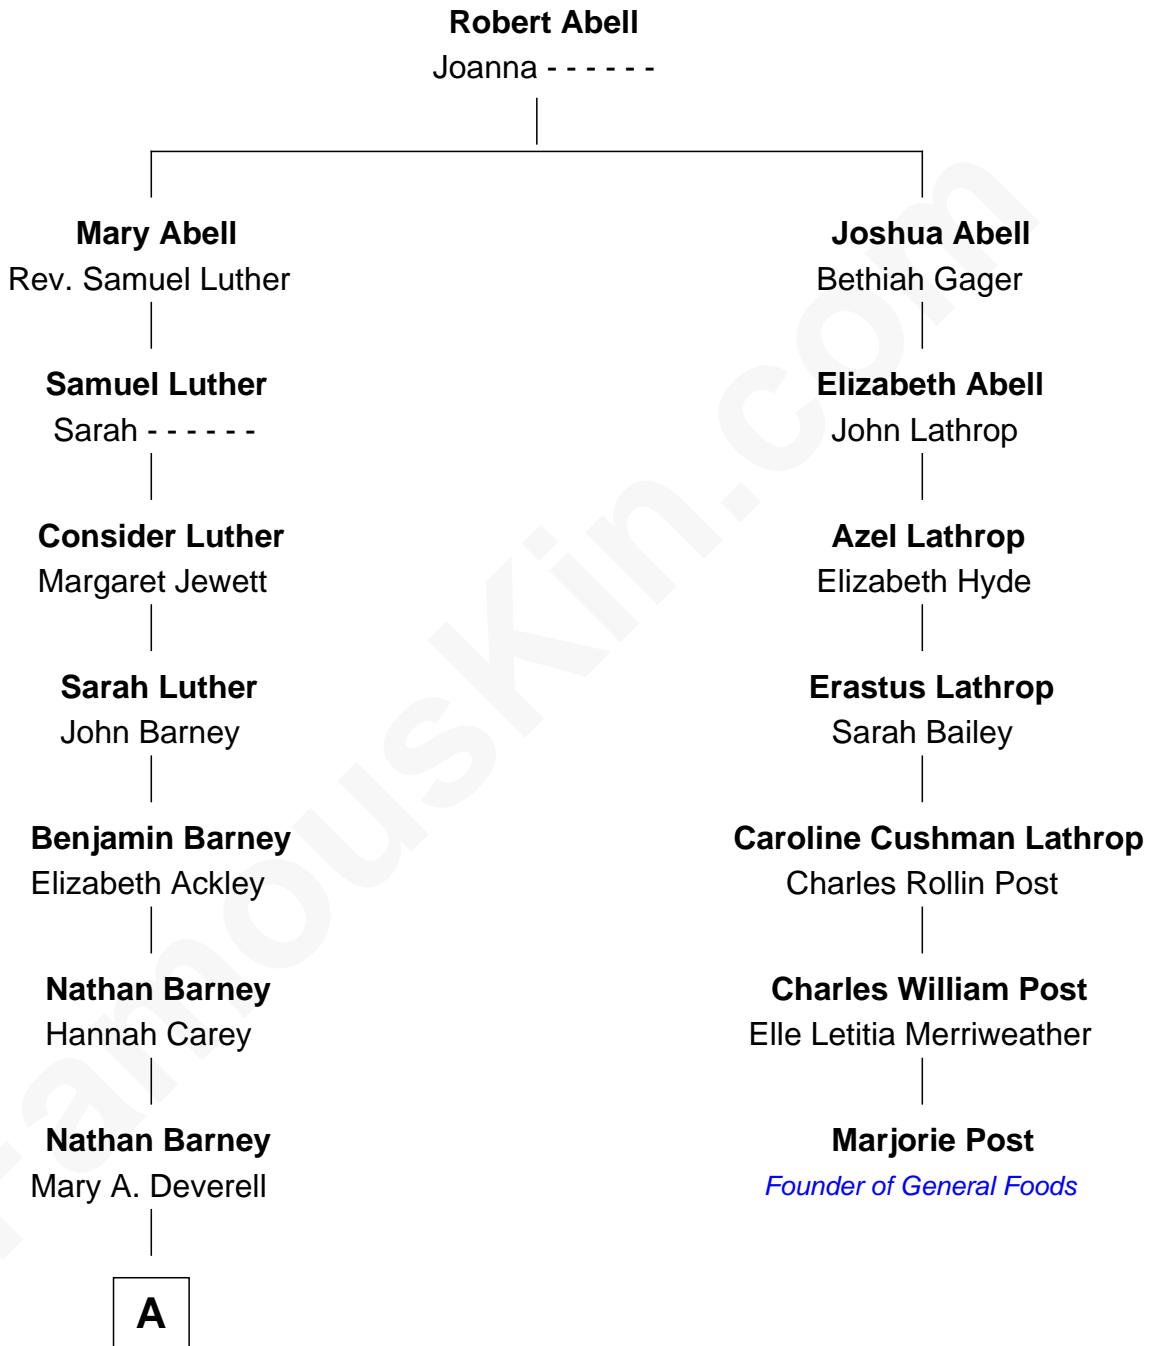 Robert Abell
Joanna - - - - - -
Mary Abell
Rev. Samuel Luther
Samuel Luther
Sarah - - - - - -
Consider Luther
Margaret Jewett
Sarah Luther
John Barney
Benjamin Barney
Elizabeth Ackley
Nathan Barney
Hannah Carey
Nathan Barney
Mary A. Deverell
A
Joshua Abell
Bethiah Gager
Elizabeth Abell
John Lathrop
Azel Lathrop
Elizabeth Hyde
Erastus Lathrop
Sarah Bailey
Caroline Cushman Lathrop
Charles Rollin Post
Charles William Post
Elle Letitia Merriweather
Marjorie Post
Founder of General Foods
FamousKin.com